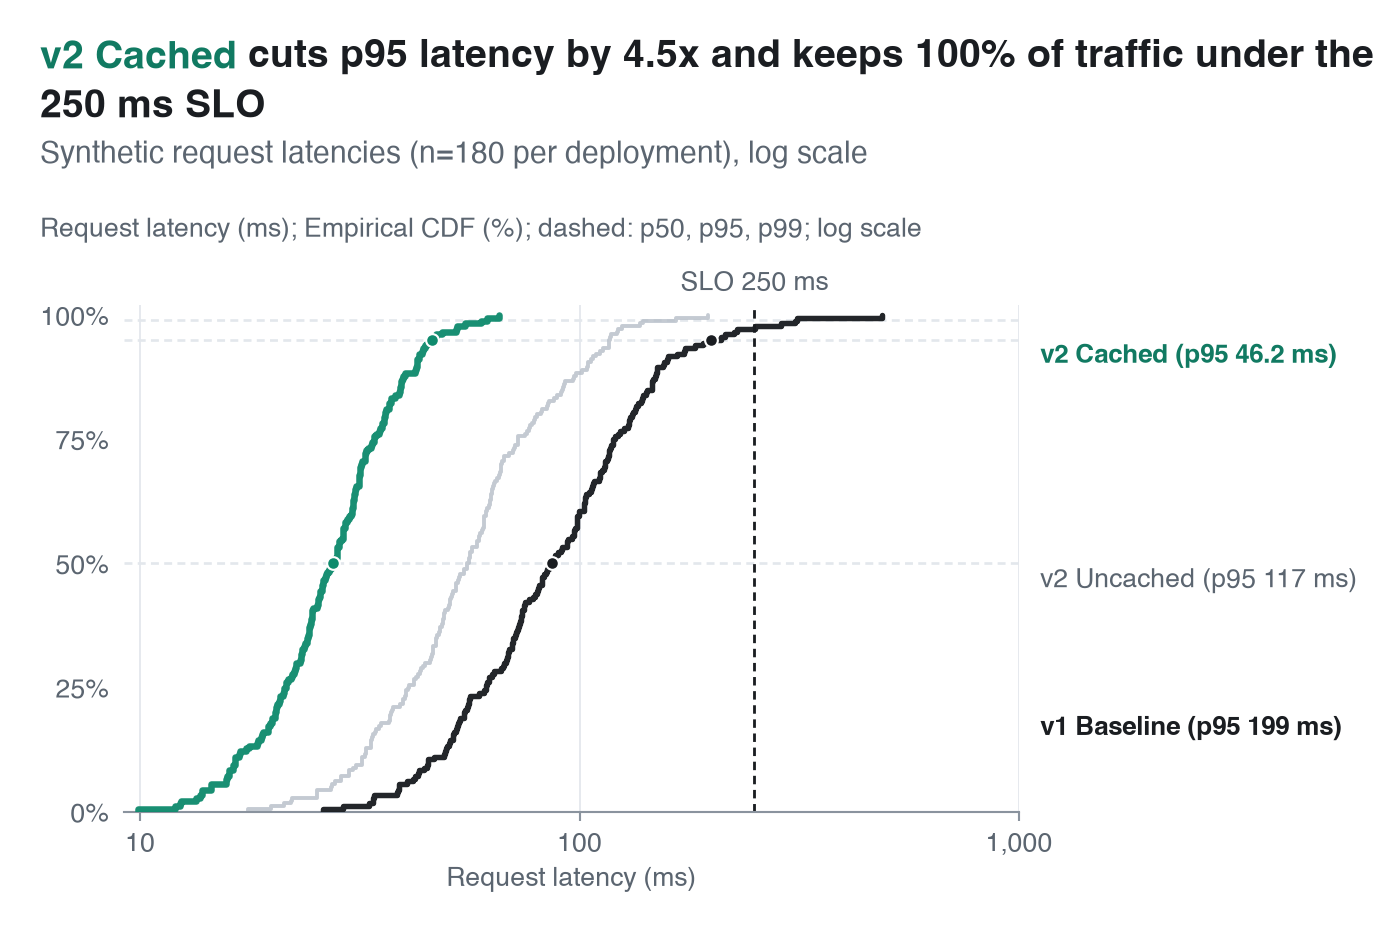 v2 Cached cuts p95 latency by 4.5x and keeps 100% of traffic under the
250 ms SLO
Synthetic request latencies (n=180 per deployment), log scale
Request latency (ms); Empirical CDF (%); dashed: p50, p95, p99; log scale
SLO 250 ms
100%
75%
50%
25%
0%
v2 Cached (p95 46.2 ms)
v2 Uncached (p95 117 ms)
v1 Baseline (p95 199 ms)
10
100
1,000
Request latency (ms)